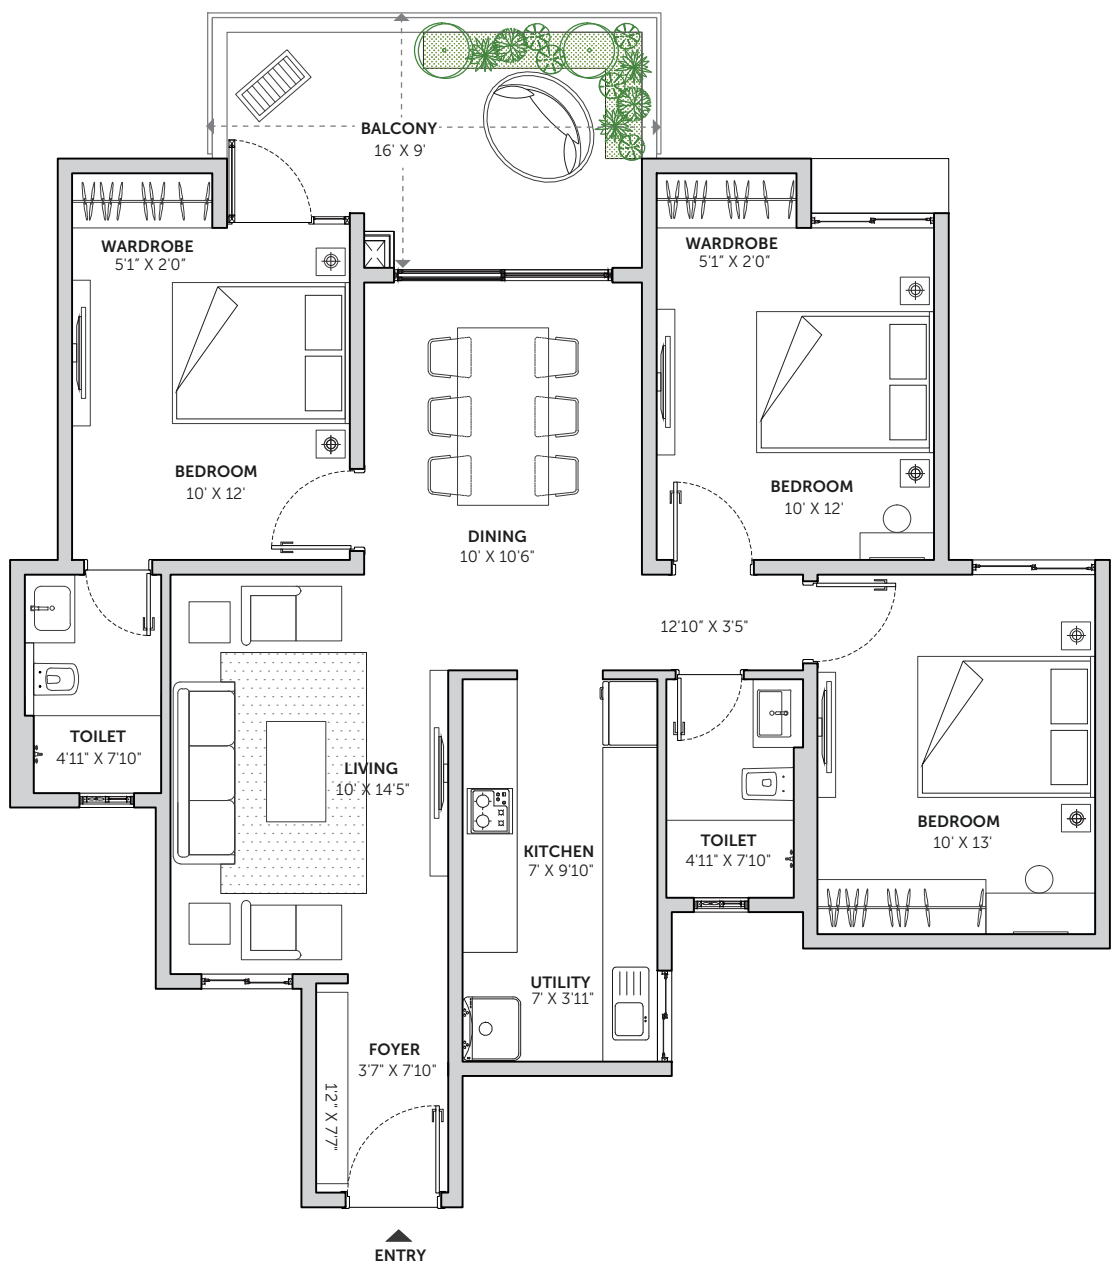 BALCONY
16' X 9'
WARDROBE
5'1" X 2'0"
WARDROBE
5'1" X 2'0"
BEDROOM
10' X 12'
BEDROOM
10' X 12'
DINING
10' X 10'6"
12'10" X 3'5"
TOILET
4'11" X 7'10"
LIVING
10' X 14'5"
KITCHEN
7' X 9'10"
TOILET
4'11" X 7'10"
BEDROOM
10' X 13'
UTILITY
7' X 3'11"
FOYER
3'7" X 7'10"
1'2" X 7'7"
ENTRY